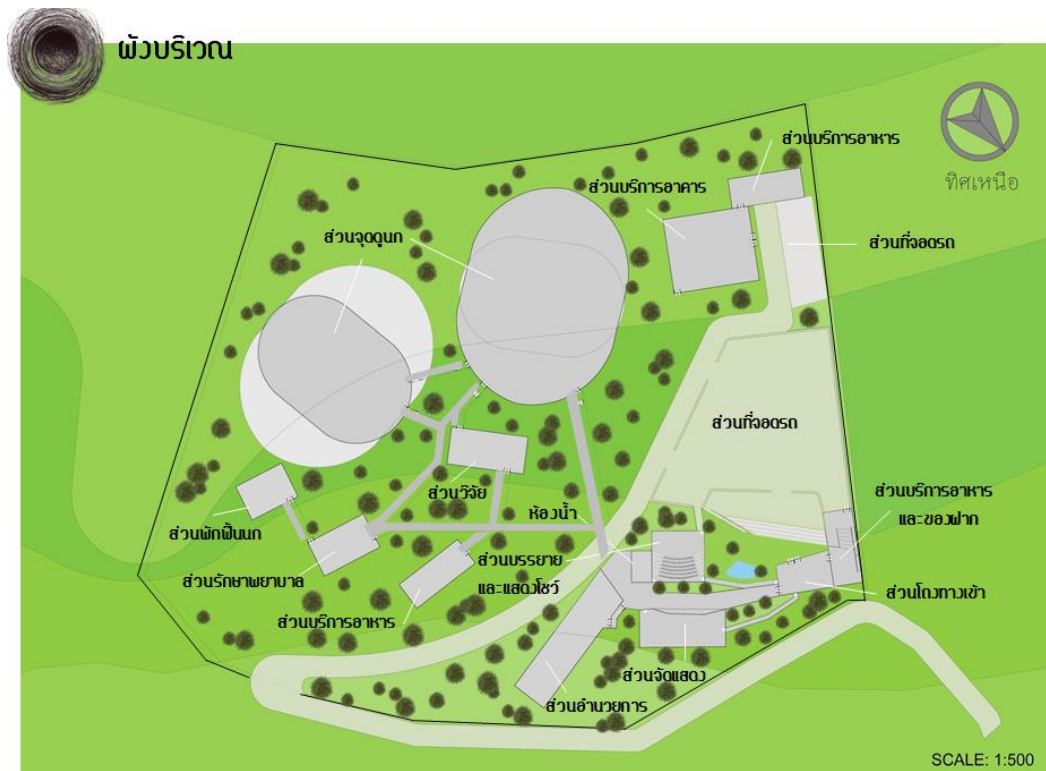 ผังบริเวณ
ส่วนบริการอาหาร
ทิศเหนือ
ส่วนบริการอาคาร
ส่วนจุดดูนก
ส่วนที่จอดรถ
ส่วนที่จอดรถ
ส่วนวิจัย
ส่วนบริการอาหาร
และของฝาก
ห้องน้ำ
ส่วนพักฟื้นนก
ส่วนบรรยาย
และแสดงโชว์
ส่วนรักษาพยาบาล
ส่วนโถงทางเข้า
ส่วนบริการอาหาร
ส่วนจัดแสดง
ส่วนอำนวยการ
SCALE: 1:500